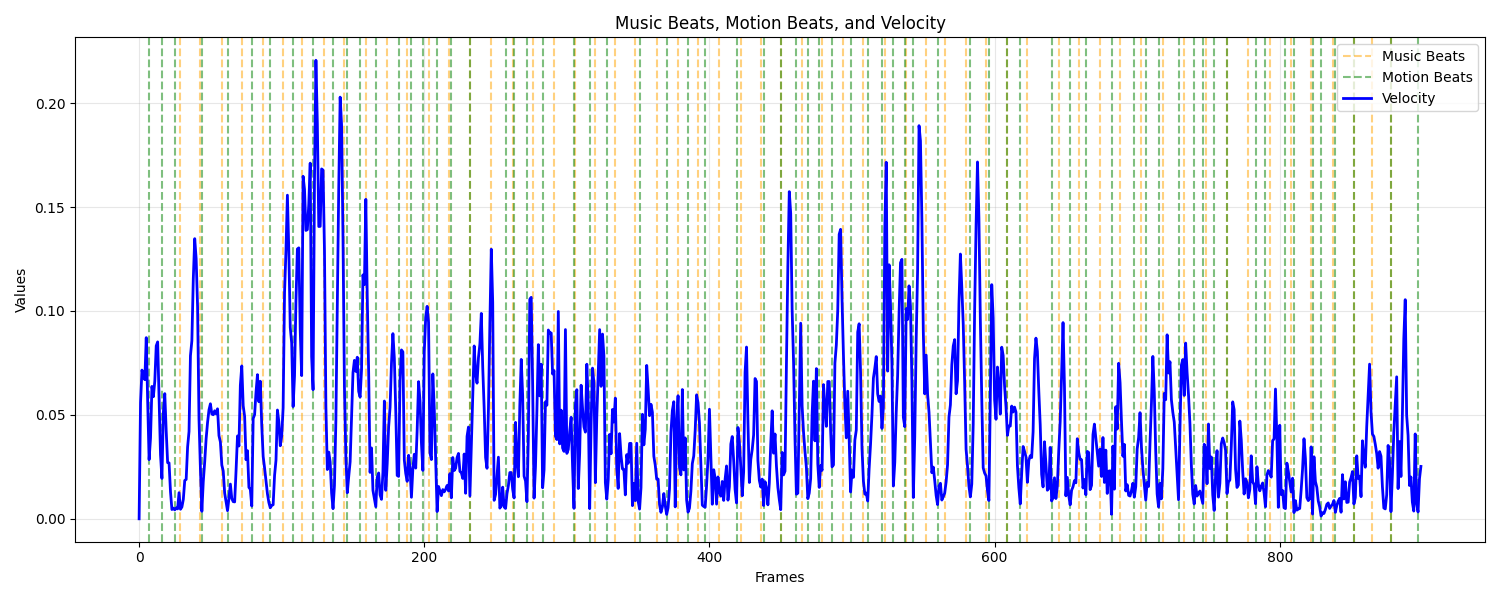 Music Beats, Motion Beats, and Velocity
Music Beats
Motion Beats
Velocity
Values
0.20
0.15
0.10
0.05
0.00
0
200
400
600
800
Frames